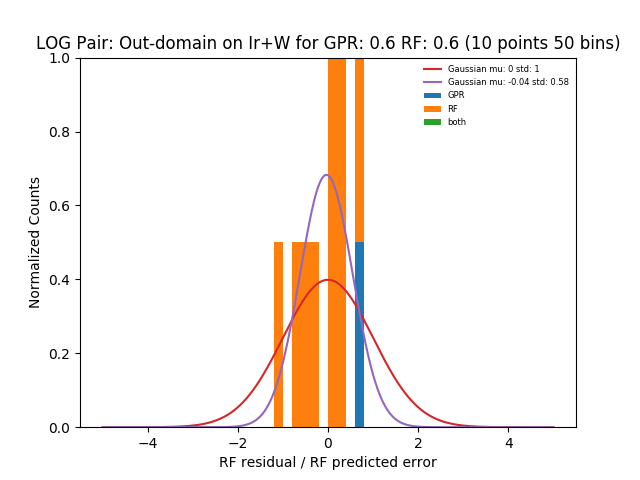 LOG Pair: Out-domain on Ir+W for GPR: 0.6 RF: 0.6 (10 points 50 bins)
Gaussian mu: 0 std: 1
Gaussian mu: -0.04 std: 0.58
GPR
RF
both
Normalized Counts
1.0
0.8
0.6
0.4
0.2
0.0
−4 −2 0 2 4
RF residual / RF predicted error